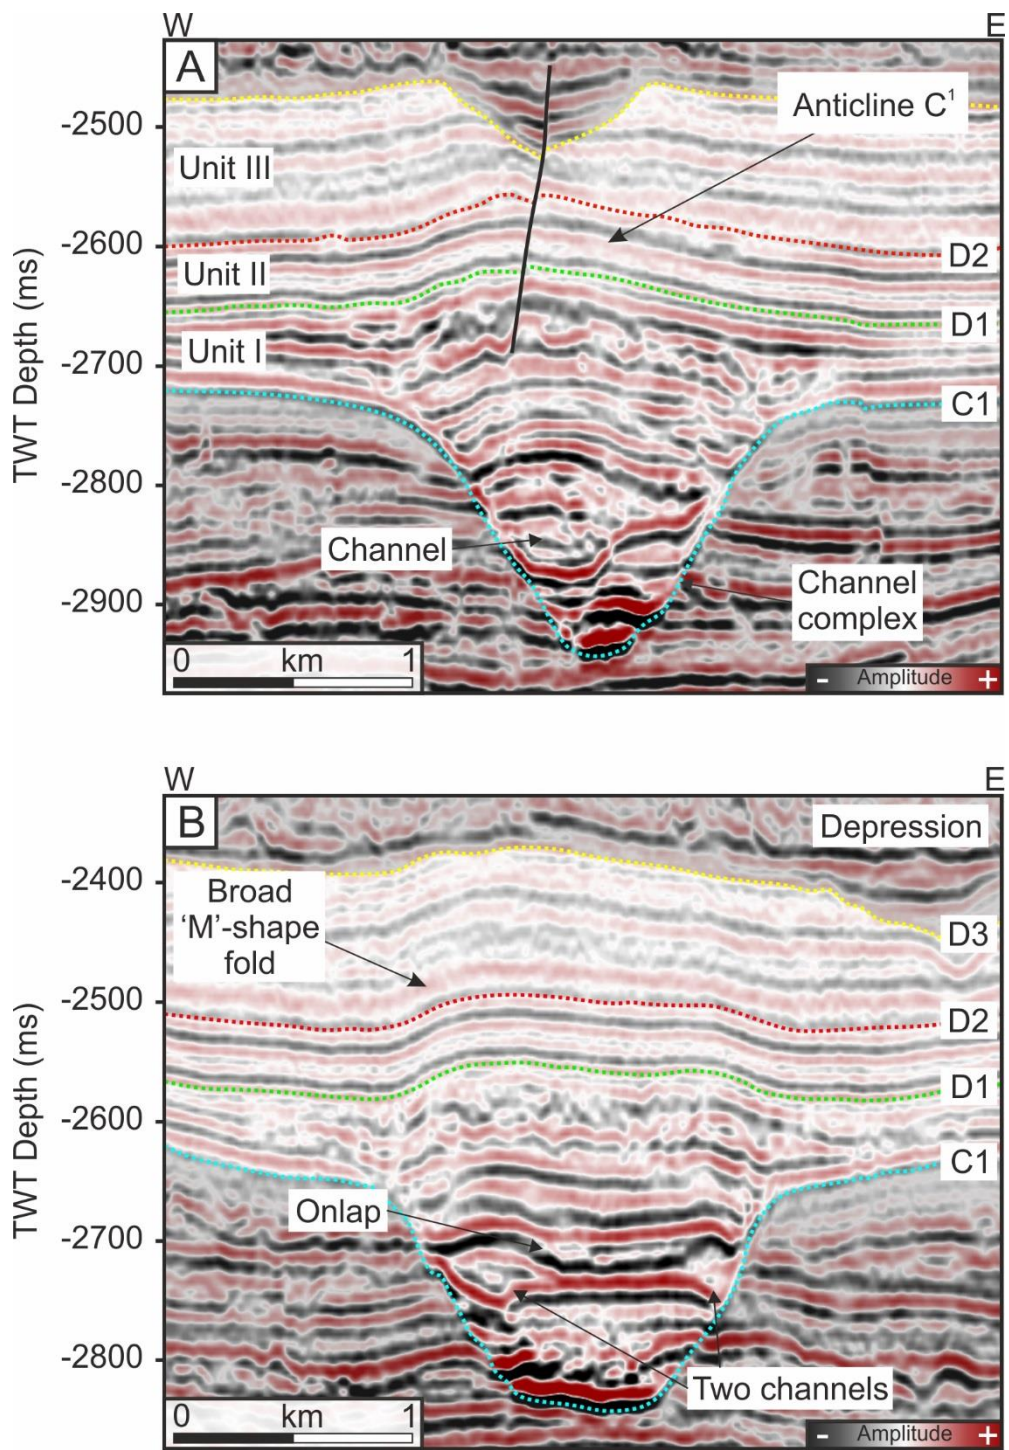 W E
A
Anticline C¹
-2500
Unit III
-2600
D2
Unit II
D1
Unit I
-2700
C1
TWT Depth (ms)
-2800
Channel
-2900
Channel
complex
0 km 1
- Amplitude +
W E
B
Depression
-2400
Broad
‘M’-shape
fold
D3
-2500
D2
TWT Depth (ms)
D1
-2600
C1
Onlap
-2700
-2800
Two channels
0 km 1
- Amplitude +